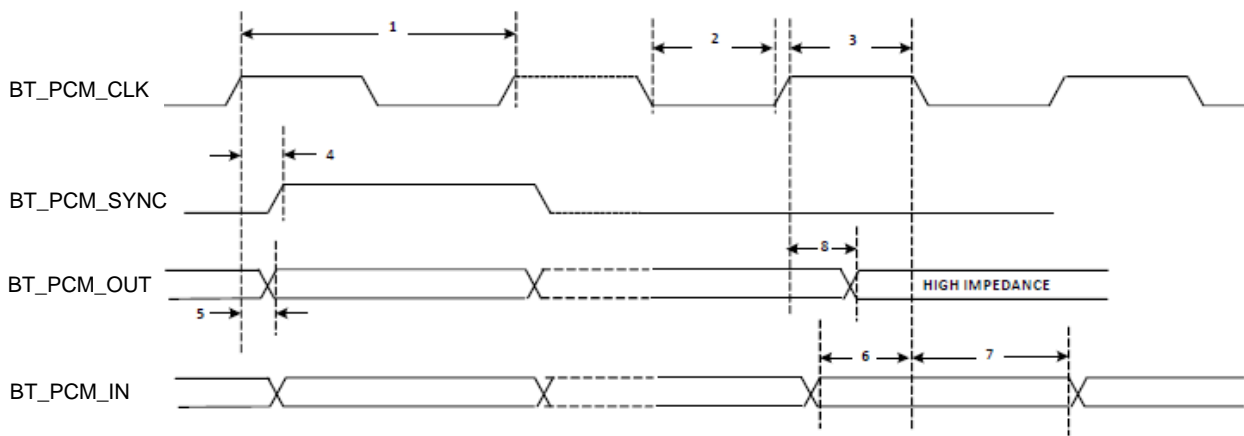 1
2
3
BT_PCM_CLK
4
BT_PCM_SYNC
8
BT_PCM_OUT
HIGH IMPEDANCE
5
6
7
BT_PCM_IN